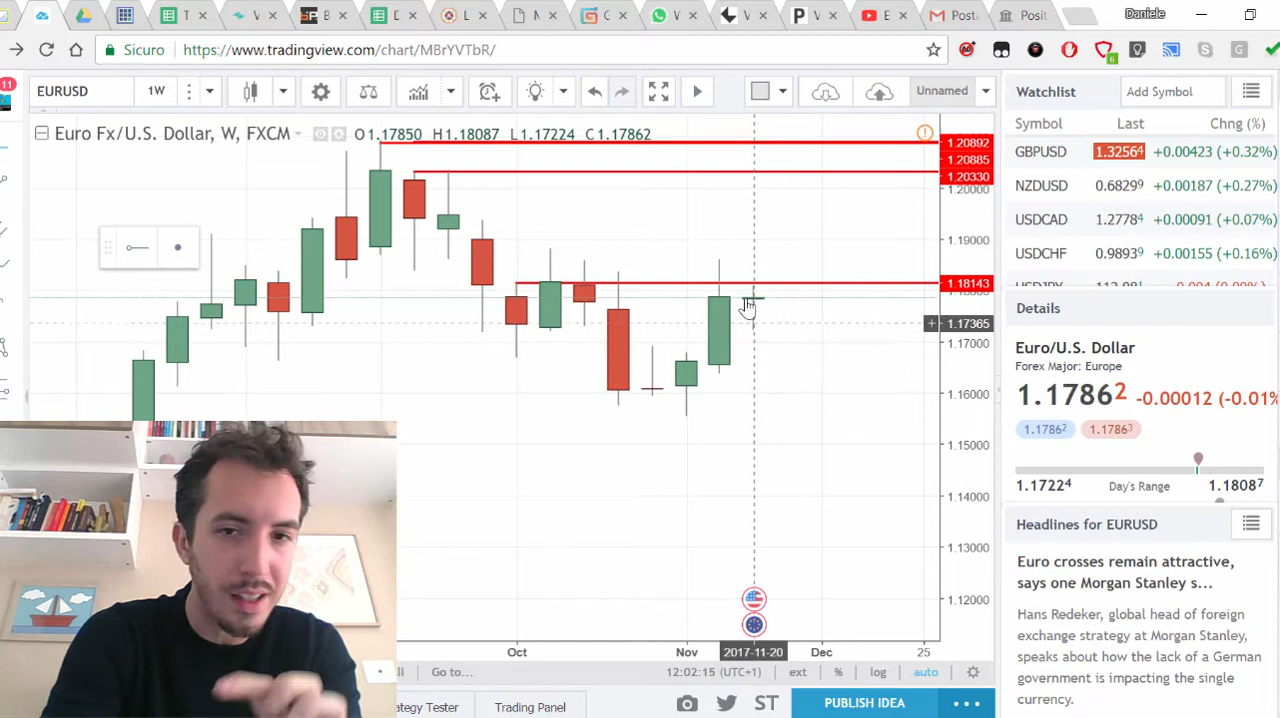 Daniele
T
V
B
E
M
C
V
V
V
E
Posta
Posit
Sicuro
https://www.tradingview.com/chart/MBrYVTbR/
6
11
EURUSD
1W
Unnamed
Euro Fx/U.S. Dollar, W, FXCM
O1.17850 H1.18087 L1.17224 C1.17862
1.20892
1.20885
1.20330
1.20000
1.19000
1.18143
1.17365
1.17000
1.16000
1.15000
1.14000
1.13000
1.12000
Oct
Nov
2017-11-20
Dec
25
Go to...
12:02:15 (UTC+1)
ext
%
log
auto
Tester
Trading Panel
ST
PUBLISH IDEA
Watchlist
Add Symbol
Symbol
Last
Chng (%)
GBPUSD 1.32564 +0.00423 (+0.32%)
NZDUSD 0.68299 +0.00187 (+0.27%)
USDCAD 1.27784 +0.00091 (+0.07%)
USDCHF 0.98939 +0.00155 (+0.16%)
Details
Euro/U.S. Dollar
Forex Major: Europe
1.17862 -0.00012 (-0.01%
1.17862
1.17863
1.17224
Day's Range
1.18087
Headlines for EURUSD
Euro crosses remain attractive,
says one Morgan Stanley s...
Hans Redeker, global head of foreign
exchange strategy at Morgan Stanley,
speaks about how the lack of a German
government is impacting the single
currency.